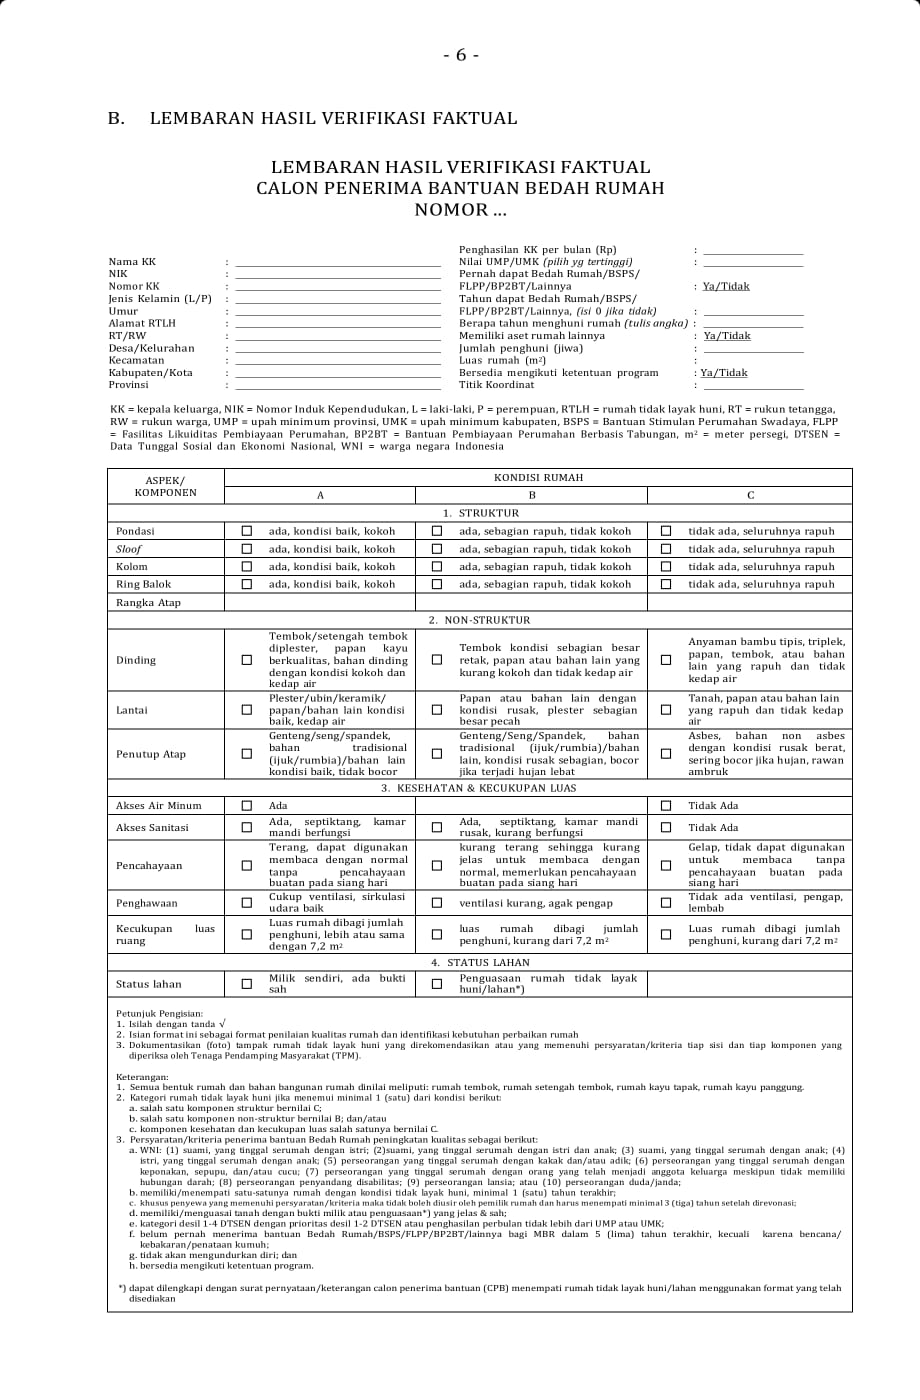 - 6 -
B. LEMBARAN HASIL VERIFIKASI FAKTUAL
LEMBARAN HASIL VERIFIKASI FAKTUAL
CALON PENERIMA BANTUAN BEDAH RUMAH
NOMOR ...
Nama KK : 
NIK : 
Nomor KK : 
Jenis Kelamin (L/P) : 
Umur : 
Alamat RTLH : 
RT/RW : 
Desa/Kelurahan : 
Kecamatan : 
Kabupaten/Kota : 
Provinsi : 
Penghasilan KK per bulan (Rp) : 
Nilai UMP/UMK (pilih yg tertinggi) : 
Pernah dapat Bedah Rumah/BSPS/
FLPP/BP2BT/Lainnya : Ya/Tidak
Tahun dapat Bedah Rumah/BSPS/
FLPP/BP2BT/Lainnya, (isi 0 jika tidak) : 
Berapa tahun menghuni rumah (tulis angka) : 
Memiliki aset rumah lainnya : Ya/Tidak
Jumlah penghuni (jiwa) : 
Luas rumah (m²) : 
Bersedia mengikuti ketentuan program : Ya/Tidak
Titik Koordinat : 
KK = kepala keluarga, NIK = Nomor Induk Kependudukan, L = laki-laki, P = perempuan, RTLH = rumah tidak layak huni, RT = rukun tetangga,
RW = rukun warga, UMP = upah minimum provinsi, UMK = upah minimum kabupaten, BSPS = Bantuan Stimulan Perumahan Swadaya, FLPP
= Fasilitas Likuiditas Pembiayaan Perumahan, BP2BT = Bantuan Pembiayaan Perumahan Berbasis Tabungan, m² = meter persegi, DTSEN =
Data Tunggal Sosial dan Ekonomi Nasional, WNI = warga negara Indonesia
ASPEK/
KOMPONEN
KONDISI RUMAH
A B C
1. STRUKTUR
Pondasi ☐ ada, kondisi baik, kokoh ☐ ada, sebagian rapuh, tidak kokoh ☐ tidak ada, seluruhnya rapuh
Sloof ☐ ada, kondisi baik, kokoh ☐ ada, sebagian rapuh, tidak kokoh ☐ tidak ada, seluruhnya rapuh
Kolom ☐ ada, kondisi baik, kokoh ☐ ada, sebagian rapuh, tidak kokoh ☐ tidak ada, seluruhnya rapuh
Ring Balok ☐ ada, kondisi baik, kokoh ☐ ada, sebagian rapuh, tidak kokoh ☐ tidak ada, seluruhnya rapuh
Rangka Atap
2. NON-STRUKTUR
Dinding
☐ Tembok/setengah tembok
diplester, papan kayu
berkualitas, bahan dinding
dengan kondisi kokoh dan
kedap air
☐ Tembok kondisi sebagian besar
retak, papan atau bahan lain yang
kurang kokoh dan tidak kedap air
☐ Anyaman bambu tipis, triplek,
papan, tembok, atau bahan
lain yang rapuh dan tidak
kedap air
Lantai
☐ Plester/ubin/keramik/
papan/bahan lain kondisi
baik, kedap air
☐ Papan atau bahan lain dengan
kondisi rusak, plester sebagian
besar pecah
☐ Tanah, papan atau bahan lain
yang rapuh dan tidak kedap
air
Penutup Atap
☐ Genteng/seng/spandek,
bahan tradisional
(ijuk/rumbia)/bahan lain
kondisi baik, tidak bocor
☐ Genteng/Seng/Spandek, bahan
tradisional (ijuk/rumbia)/bahan
lain, kondisi rusak sebagian, bocor
jika terjadi hujan lebat
☐ Asbes, bahan non asbes
dengan kondisi rusak berat,
sering bocor jika hujan, rawan
ambruk
3. KESEHATAN & KECUKUPAN LUAS
Akses Air Minum ☐ Ada ☐ Tidak Ada
Akses Sanitasi
☐ Ada, septiktang, kamar
mandi berfungsi
☐ Ada, septiktang, kamar mandi
rusak, kurang berfungsi
☐ Tidak Ada
Pencahayaan
☐ Terang, dapat digunakan
membaca dengan normal
tanpa pencahayaan
buatan pada siang hari
☐ kurang terang sehingga kurang
jelas untuk membaca dengan
normal, memerlukan pencahayaan
buatan pada siang hari
☐ Gelap, tidak dapat digunakan
untuk membaca tanpa
pencahayaan buatan pada
siang hari
Penghawaan
☐ Cukup ventilasi, sirkulasi
udara baik
☐ ventilasi kurang, agak pengap
☐ Tidak ada ventilasi, pengap,
lembab
Kecukupan luas
ruang
☐ Luas rumah dibagi jumlah
penghuni, lebih atau sama
dengan 7,2 m²
☐ luas rumah dibagi jumlah
penghuni, kurang dari 7,2 m²
☐ Luas rumah dibagi jumlah
penghuni, kurang dari 7,2 m²
4. STATUS LAHAN
Status lahan
☐ Milik sendiri, ada bukti
sah
☐ Penguasaan rumah tidak layak
huni/lahan*)
Petunjuk Pengisian:
1. Isilah dengan tanda √
2. Isian format ini sebagai format penilaian kualitas rumah dan identifikasi kebutuhan perbaikan rumah
3. Dokumentasikan (foto) tampak rumah tidak layak huni yang direkomendasikan atau yang memenuhi persyaratan/kriteria tiap sisi dan tiap komponen yang
diperiksa oleh Tenaga Pendamping Masyarakat (TPM).
Keterangan:
1. Semua bentuk rumah dan bahan bangunan rumah dinilai meliputi: rumah tembok, rumah setengah tembok, rumah kayu tapak, rumah kayu panggung.
2. Kategori rumah tidak layak huni jika menemui minimal 1 (satu) dari kondisi berikut:
a. salah satu komponen struktur bernilai C;
b. salah satu komponen non-struktur bernilai B; dan/atau
c. komponen kesehatan dan kecukupan luas salah satunya bernilai C.
3. Persyaratan/kriteria penerima bantuan Bedah Rumah peningkatan kualitas sebagai berikut:
a. WNI: (1) suami, yang tinggal serumah dengan istri; (2)suami, yang tinggal serumah dengan istri dan anak; (3) suami, yang tinggal serumah dengan anak; (4)
istri, yang tinggal serumah dengan anak; (5) perseorangan yang tinggal serumah dengan kakak dan/atau adik; (6) perseorangan yang tinggal serumah dengan
keponakan, sepupu, dan/atau cucu; (7) perseorangan yang tinggal serumah dengan orang yang telah menjadi anggota keluarga meskipun tidak memiliki
hubungan darah; (8) perseorangan penyandang disabilitas; (9) perseorangan lansia; atau (10) perseorangan duda/janda;
b. memiliki/menempati satu-satunya rumah dengan kondisi tidak layak huni, minimal 1 (satu) tahun terakhir;
c. khusus penyewa yang memenuhi persyaratan/kriteria maka tidak boleh diusir oleh pemilik rumah dan harus menempati minimal 3 (tiga) tahun setelah direvonasi;
d. memiliki/menguasai tanah dengan bukti milik atau penguasaan*) yang jelas & sah;
e. kategori desil 1-4 DTSEN dengan prioritas desil 1-2 DTSEN atau penghasilan perbulan tidak lebih dari UMP atau UMK;
f. belum pernah menerima bantuan Bedah Rumah/BSPS/FLPP/BP2BT/lainnya bagi MBR dalam 5 (lima) tahun terakhir, kecuali karena bencana/
kebakaran/penataan kumuh;
g. tidak akan mengundurkan diri; dan
h. bersedia mengikuti ketentuan program.
*) dapat dilengkapi dengan surat pernyataan/keterangan calon penerima bantuan (CPB) menempati rumah tidak layak huni/lahan menggunakan format yang telah
disediakan